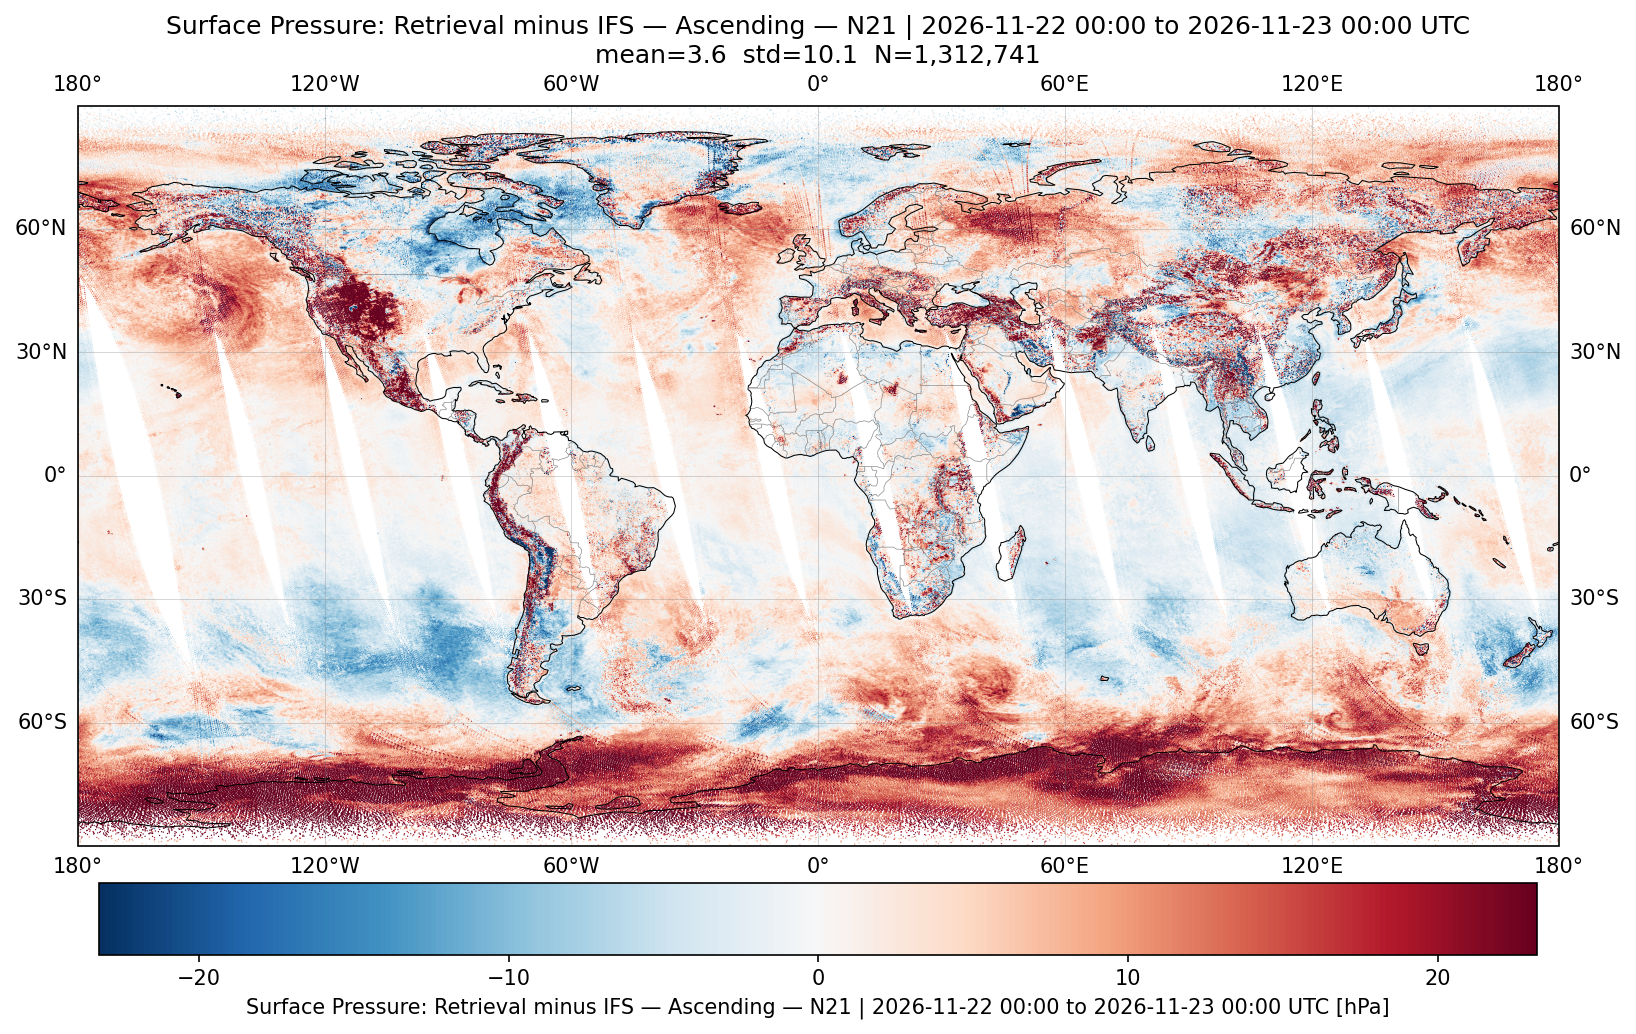 Surface Pressure: Retrieval minus IFS — Ascending — N21 | 2026-11-22 00:00 to 2026-11-23 00:00 UTC
mean=3.6  std=10.1  N=1,312,741
180° 120°W 60°W 0° 60°E 120°E 180°
60°N 60°N
30°N 30°N
0° 0°
30°S 30°S
60°S 60°S
180° 120°W 60°W 0° 60°E 120°E 180°
−20 −10 0 10 20
Surface Pressure: Retrieval minus IFS — Ascending — N21 | 2026-11-22 00:00 to 2026-11-23 00:00 UTC [hPa]